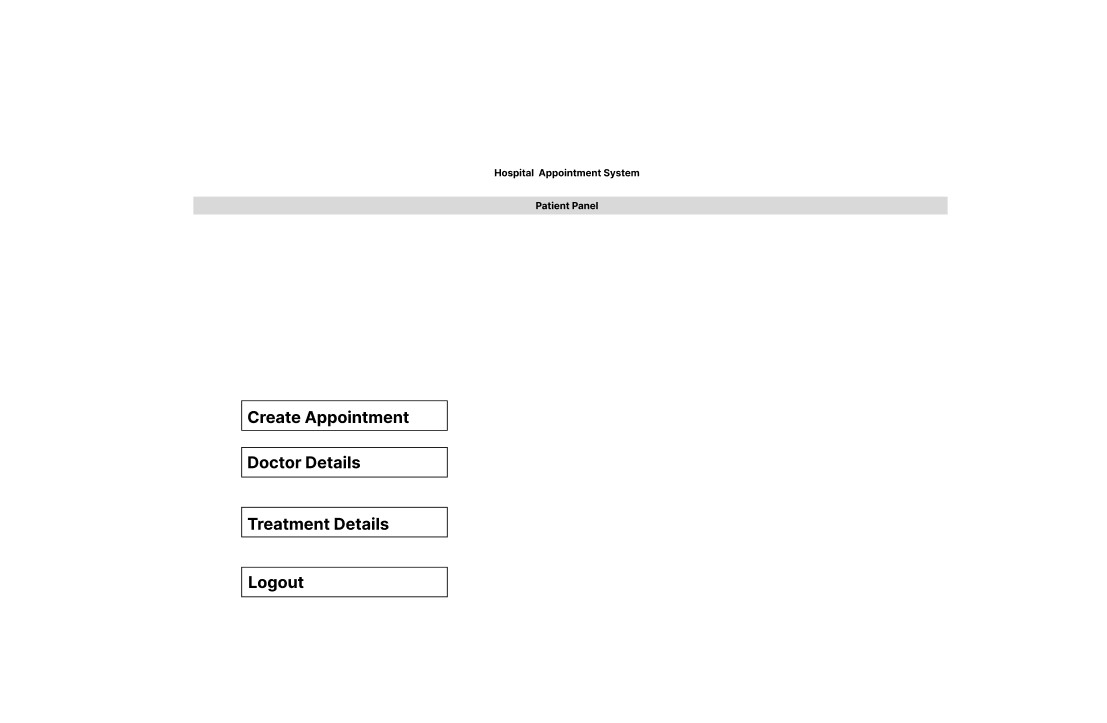 Hospital  Appointment System
Patient Panel
Create Appointment
Doctor Details
Treatment Details
Logout